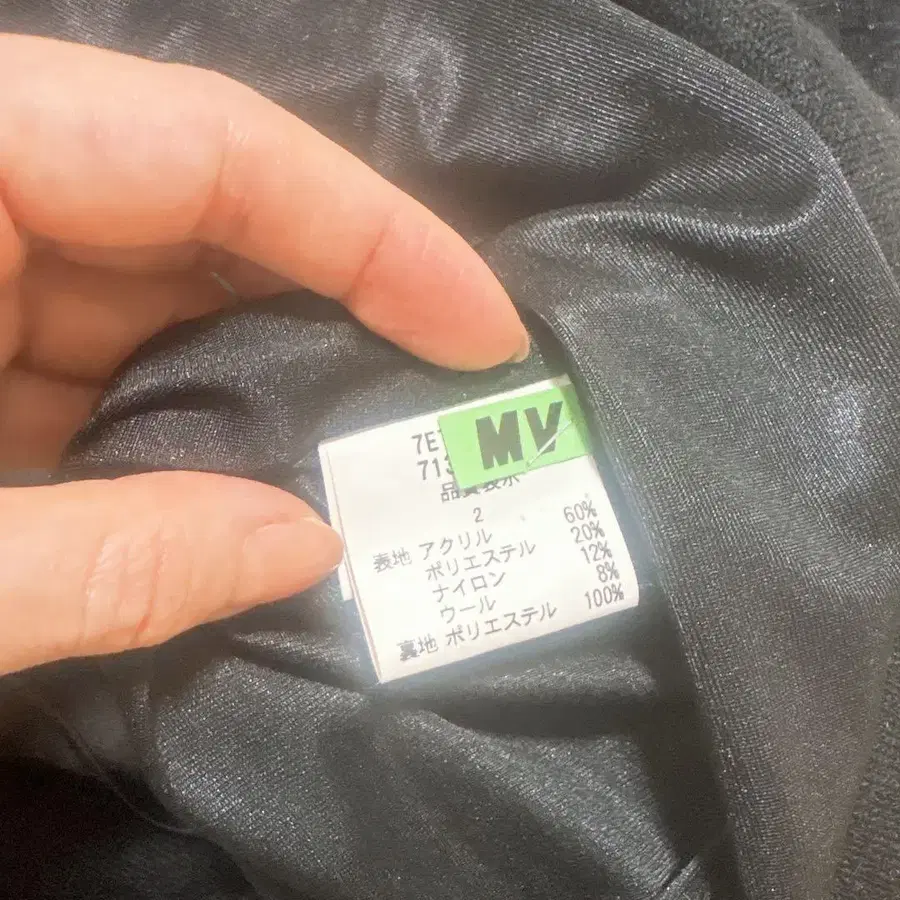 MV
7E
713
品質表示
2
表地 アクリル 60%
ポリエステル 20%
ナイロン 12%
ウール 8%
裏地 ポリエステル 100%